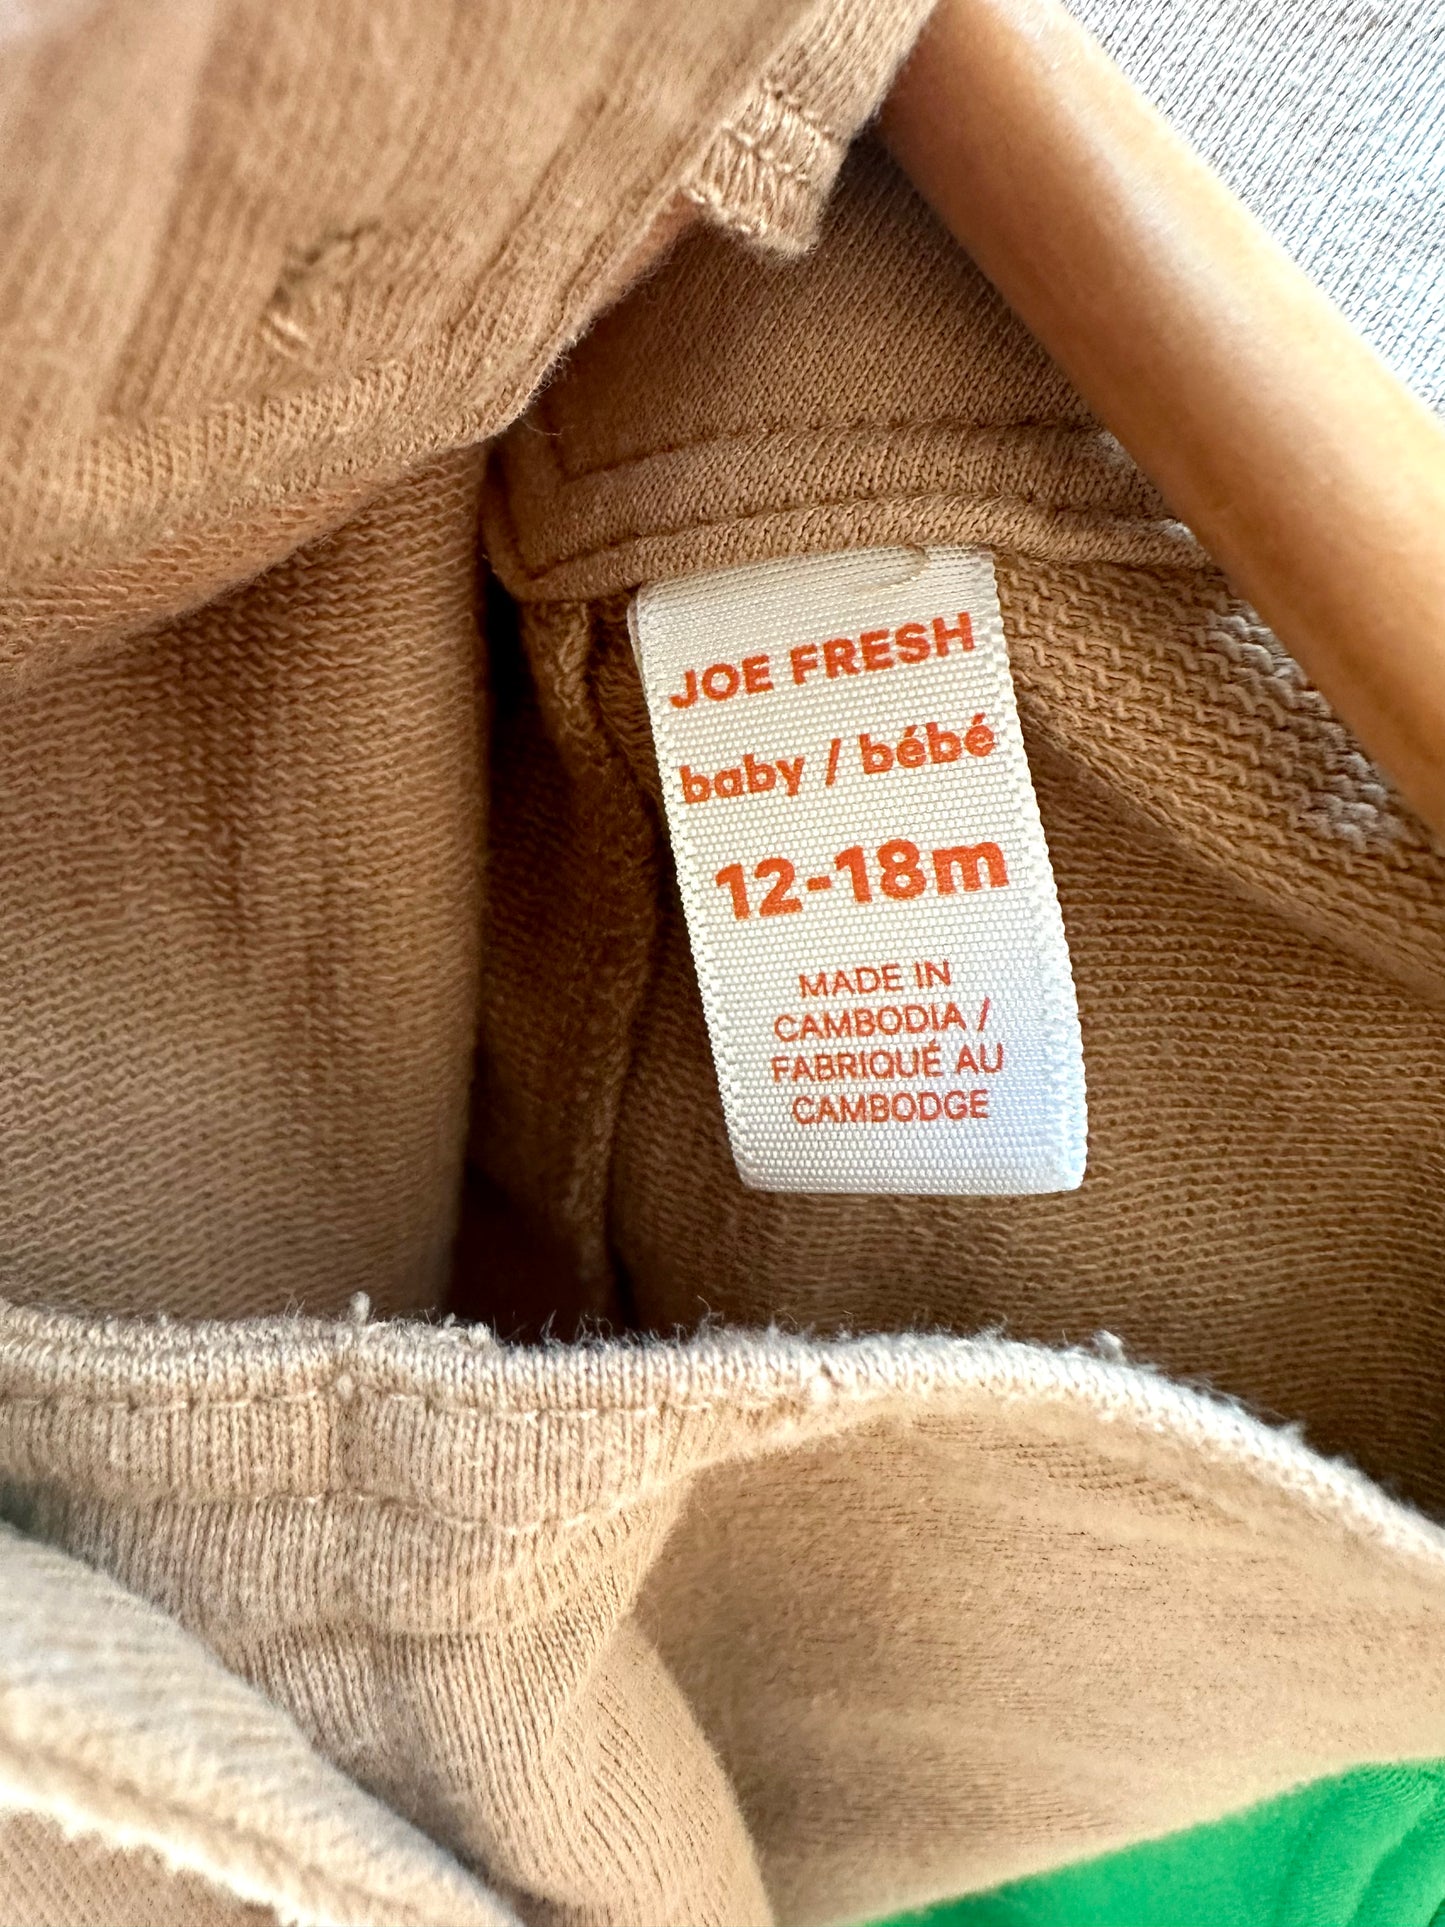 JOE FRESH
baby / bébé
12-18m
MADE IN
CAMBODIA /
FABRIQUÉ AU
CAMBODGE